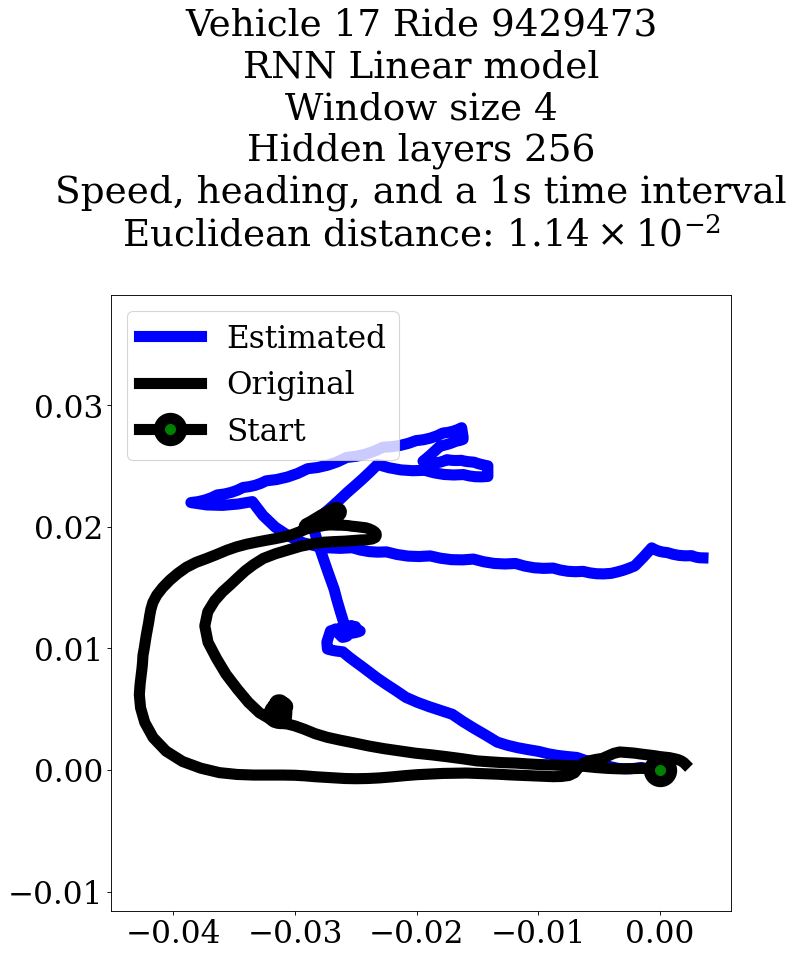 Vehicle 17 Ride 9429473
RNN Linear model
Window size 4
Hidden layers 256
Speed, heading, and a 1s time interval
Euclidean distance: 1.14 × 10⁻²
Estimated
Original
Start
0.03
0.02
0.01
0.00
−0.01
−0.04 −0.03 −0.02 −0.01 0.00